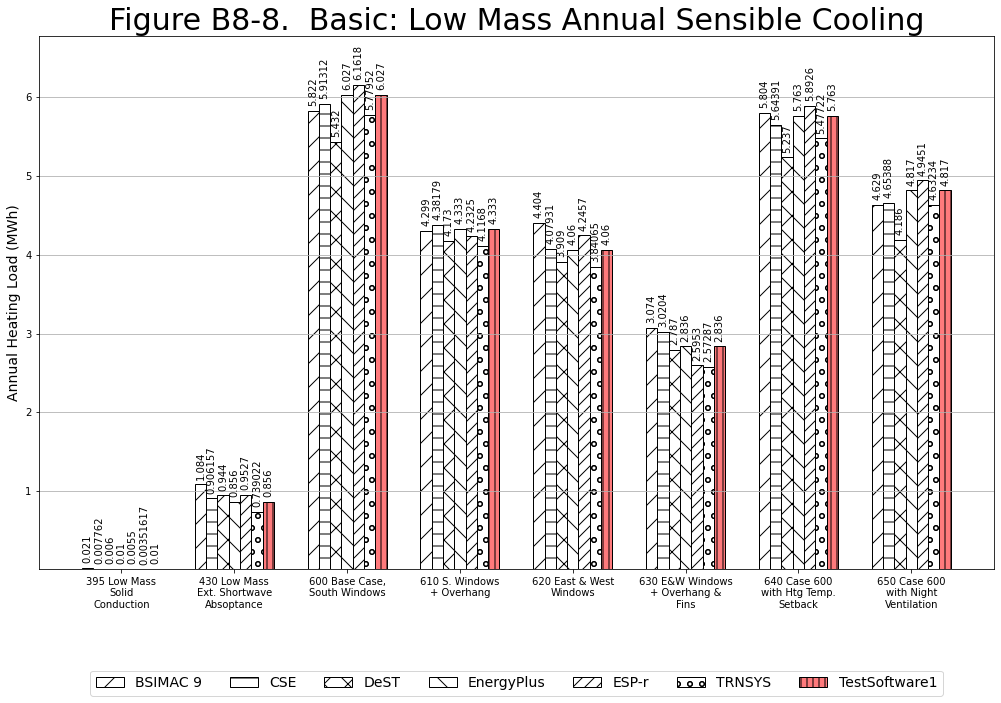 Figure B8-8.  Basic: Low Mass Annual Sensible Cooling
Annual Heating Load (MWh)
6
5
4
3
2
1
0.021
0.007762
0.006
0.01
0.0055
0.00351617
0.01
1.084
0.906157
0.944
0.856
0.9527
0.739022
0.856
5.822
5.91312
5.432
6.027
6.1618
5.77952
6.027
4.299
4.38179
4.173
4.333
4.2325
4.1168
4.333
4.404
4.07931
3.909
4.06
4.2457
3.84065
4.06
3.074
3.0204
2.787
2.836
2.5953
2.57287
2.836
5.804
5.64391
5.237
5.763
5.8926
5.47722
5.763
4.629
4.65388
4.186
4.817
4.9451
4.63234
4.817
395 Low Mass
Solid
Conduction
430 Low Mass
Ext. Shortwave
Absoptance
600 Base Case,
South Windows
610 S. Windows
+ Overhang
620 East & West
Windows
630 E&W Windows
+ Overhang &
Fins
640 Case 600
with Htg Temp.
Setback
650 Case 600
with Night
Ventilation
BSIMAC 9
CSE
DeST
EnergyPlus
ESP-r
TRNSYS
TestSoftware1